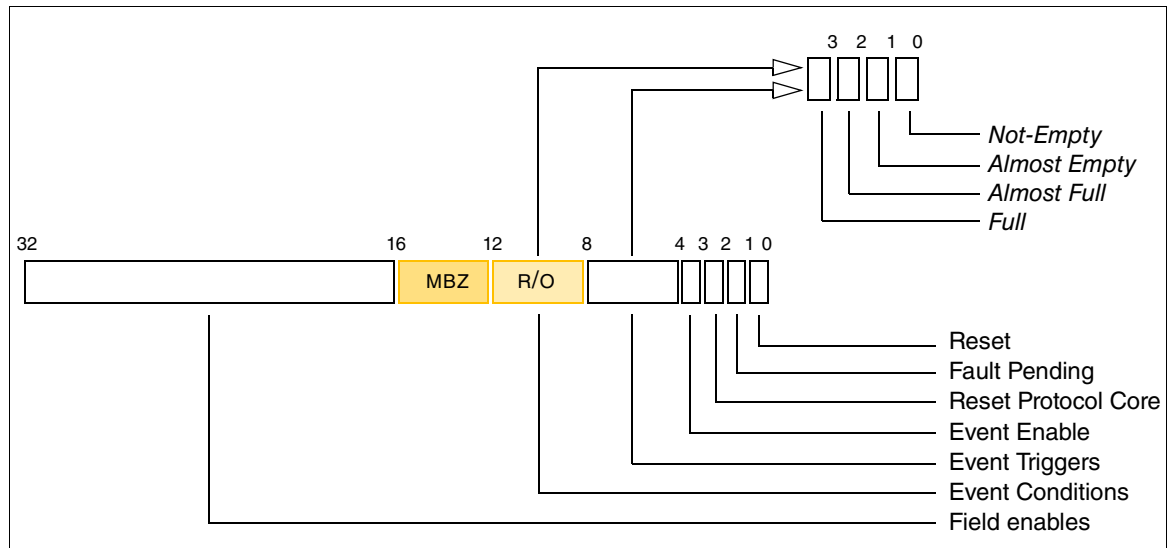 3 2 1 0
Not-Empty
Almost Empty
Almost Full
Full
32 16 12 8 4 3 2 1 0
MBZ R/O
Reset
Fault Pending
Reset Protocol Core
Event Enable
Event Triggers
Event Conditions
Field enables